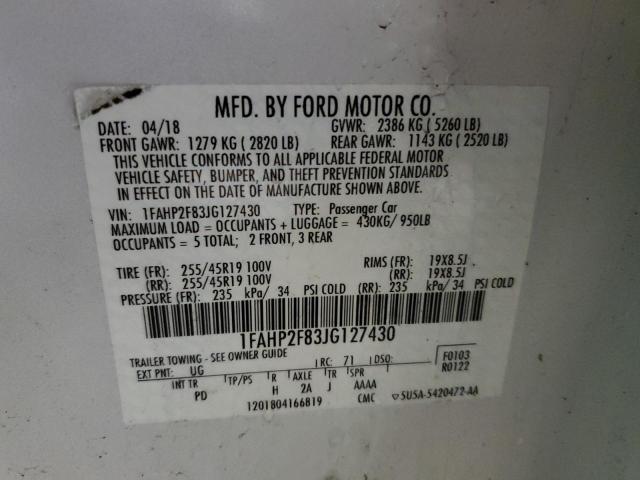 MFD. BY FORD MOTOR CO.
DATE: 04/18 GVWR: 2386 KG ( 5260 LB)
FRONT GAWR: 1279 KG ( 2820 LB) REAR GAWR: 1143 KG ( 2520 LB)
THIS VEHICLE CONFORMS TO ALL APPLICABLE FEDERAL MOTOR
VEHICLE SAFETY, BUMPER, AND THEFT PREVENTION STANDARDS
IN EFFECT ON THE DATE OF MANUFACTURE SHOWN ABOVE.
VIN: 1FAHP2F83JG127430 TYPE: Passenger Car
MAXIMUM LOAD = OCCUPANTS + LUGGAGE = 430KG/ 950LB
OCCUPANTS = 5 TOTAL; 2 FRONT, 3 REAR
TIRE (FR): 255/45R19 100V RIMS (FR): 19X8.5J
(RR): 255/45R19 100V (RR): 19X8.5J
PRESSURE (FR): 235 kPa/ 34 PSI COLD (RR): 235 kPa/ 34 PSI COLD
1FAHP2F83JG127430
TRAILER TOWING - SEE OWNER GUIDE
EXT PNT: UG RC: 71 DSO: F0103
R0122
INT TR TP/PS R AXLE TR SPR
PD H 2A J AAAA
1201804166819 CMC 5U5A-5420472-AA